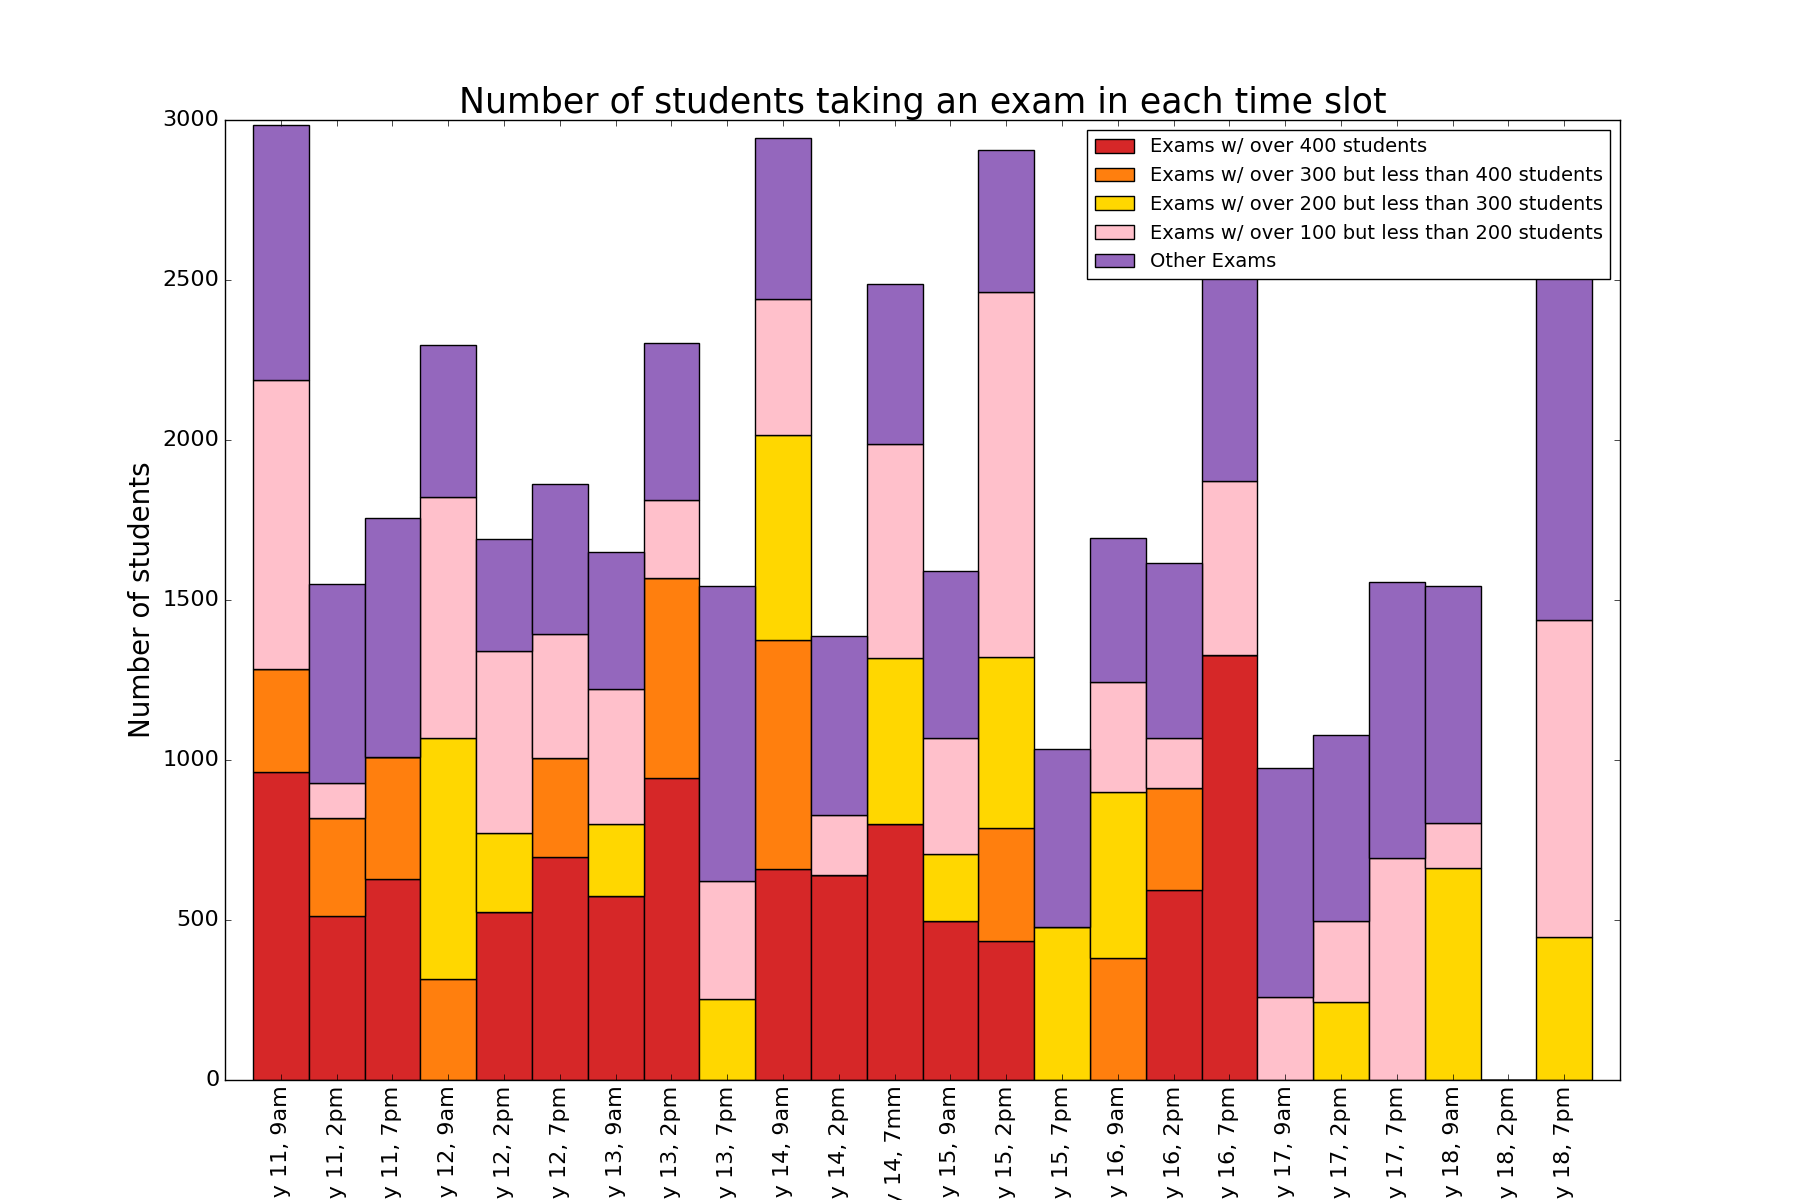 Number of students taking an exam in each time slot
Exams w/ over 400 students
Exams w/ over 300 but less than 400 students
Exams w/ over 200 but less than 300 students
Exams w/ over 100 but less than 200 students
Other Exams
Number of students
3000
2500
2000
1500
1000
500
0
y 11, 9am
y 11, 2pm
y 11, 7pm
y 12, 9am
y 12, 2pm
y 12, 7pm
y 13, 9am
y 13, 2pm
y 13, 7pm
y 14, 9am
y 14, 2pm
y 14, 7mm
y 15, 9am
y 15, 2pm
y 15, 7pm
y 16, 9am
y 16, 2pm
y 16, 7pm
y 17, 9am
y 17, 2pm
y 17, 7pm
y 18, 9am
y 18, 2pm
y 18, 7pm